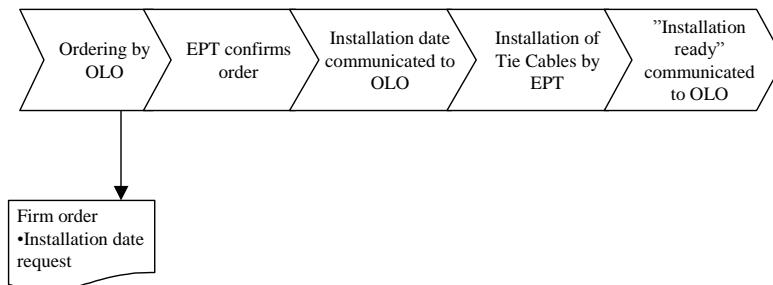 Ordering by
OLO
EPT confirms
order
Installation date
communicated to
OLO
Installation of
Tie Cables by
EPT
”Installation
ready”
communicated
to OLO
Firm order
•Installation date
request